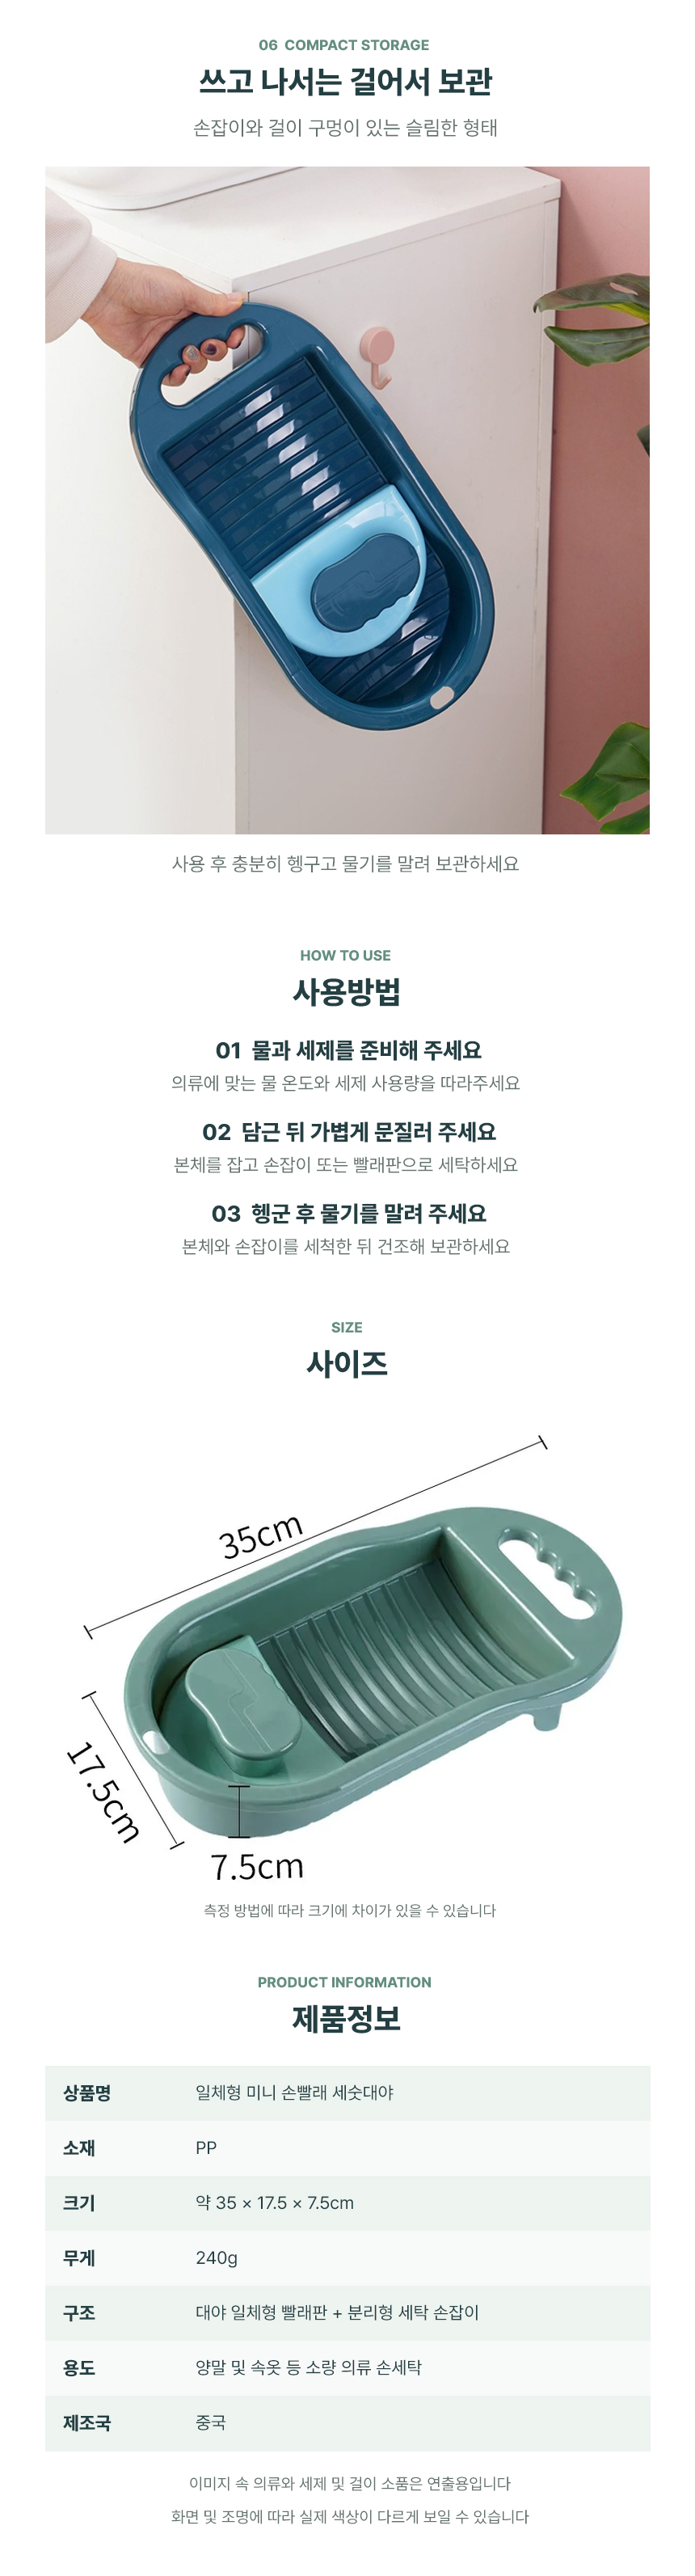 06 COMPACT STORAGE
쓰고 나서는 걸어서 보관
손잡이와 걸이 구멍이 있는 슬림한 형태
사용 후 충분히 헹구고 물기를 말려 보관하세요
HOW TO USE
사용방법
01 물과 세제를 준비해 주세요
의류에 맞는 물 온도와 세제 사용량을 따라주세요
02 담근 뒤 가볍게 문질러 주세요
본체를 잡고 손잡이 또는 빨래판으로 세탁하세요
03 헹군 후 물기를 말려 주세요
본체와 손잡이를 세척한 뒤 건조해 보관하세요
SIZE
사이즈
35cm
17.5cm
7.5cm
측정 방법에 따라 크기에 차이가 있을 수 있습니다
PRODUCT INFORMATION
제품정보
상품명 일체형 미니 손빨래 세숫대야
소재 PP
크기 약 35 × 17.5 × 7.5cm
무게 240g
구조 대야 일체형 빨래판 + 분리형 세탁 손잡이
용도 양말 및 속옷 등 소량 의류 손세탁
제조국 중국
이미지 속 의류와 세제 및 걸이 소품은 연출용입니다
화면 및 조명에 따라 실제 색상이 다르게 보일 수 있습니다